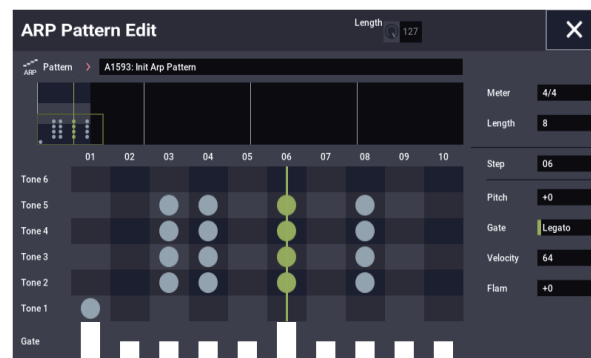 ARP Pattern Edit
Length 127
ARP Pattern > A1593: Init Arp Pattern
Meter 4/4
Length 8
01 02 03 04 05 06 07 08 09 10
Step 06
Tone 6
Tone 5
Pitch +0
Tone 4
Gate Legato
Tone 3
Velocity 64
Tone 2
Flam +0
Tone 1
Gate